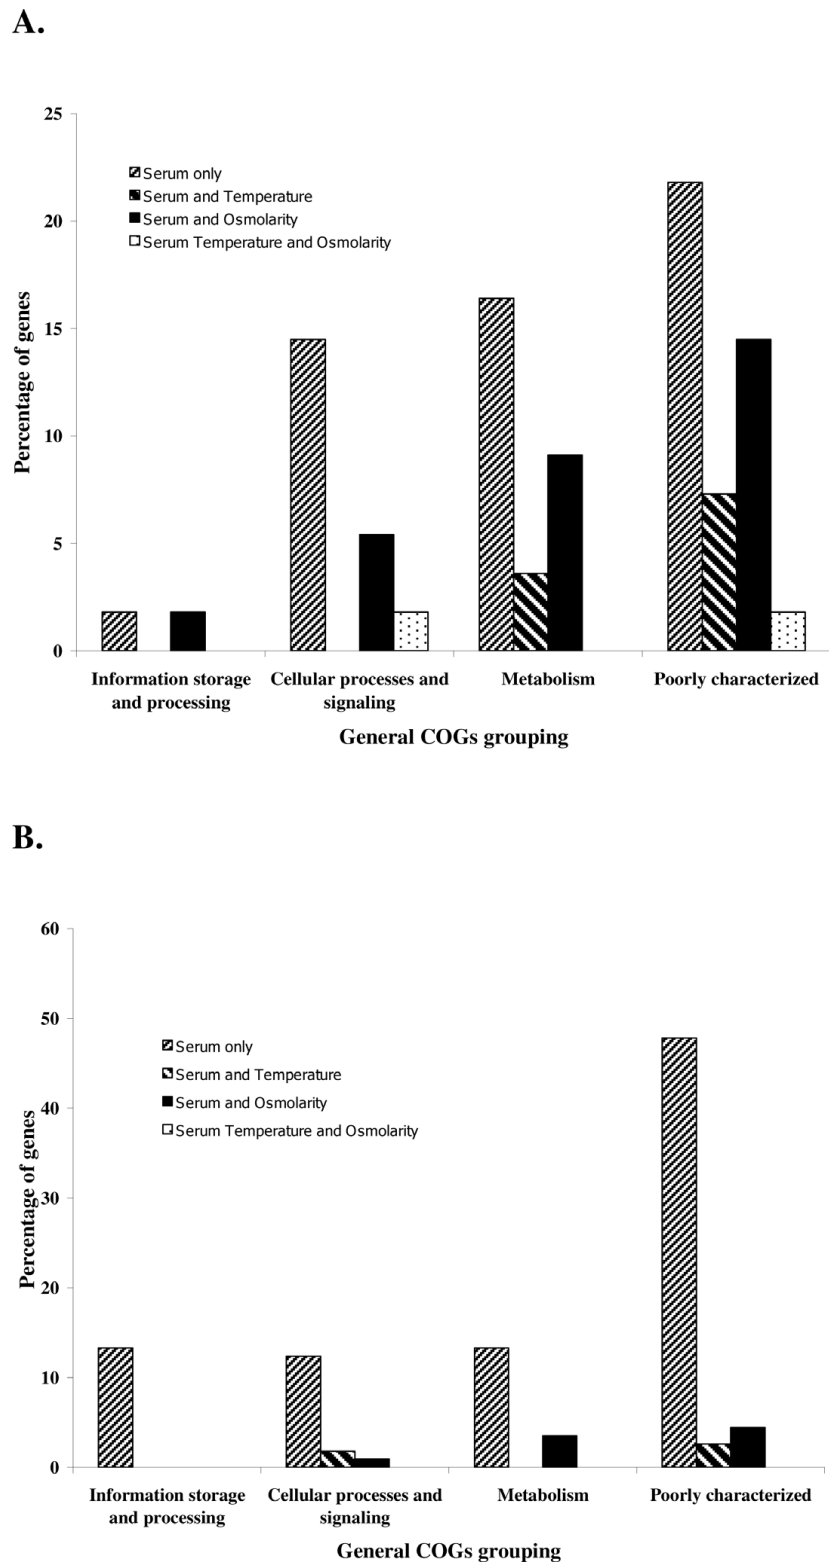 A.
25
20
15
10
5
0
Percentage of genes
Serum only
Serum and Temperature
Serum and Osmolarity
Serum Temperature and Osmolarity
Information storage
and processing
Cellular processes and
signaling
Metabolism
Poorly characterized
General COGs grouping
B.
60
50
40
30
20
10
0
Percentage of genes
Serum only
Serum and Temperature
Serum and Osmolarity
Serum Temperature and Osmolarity
Information storage
and processing
Cellular processes and
signaling
Metabolism
Poorly characterized
General COGs grouping